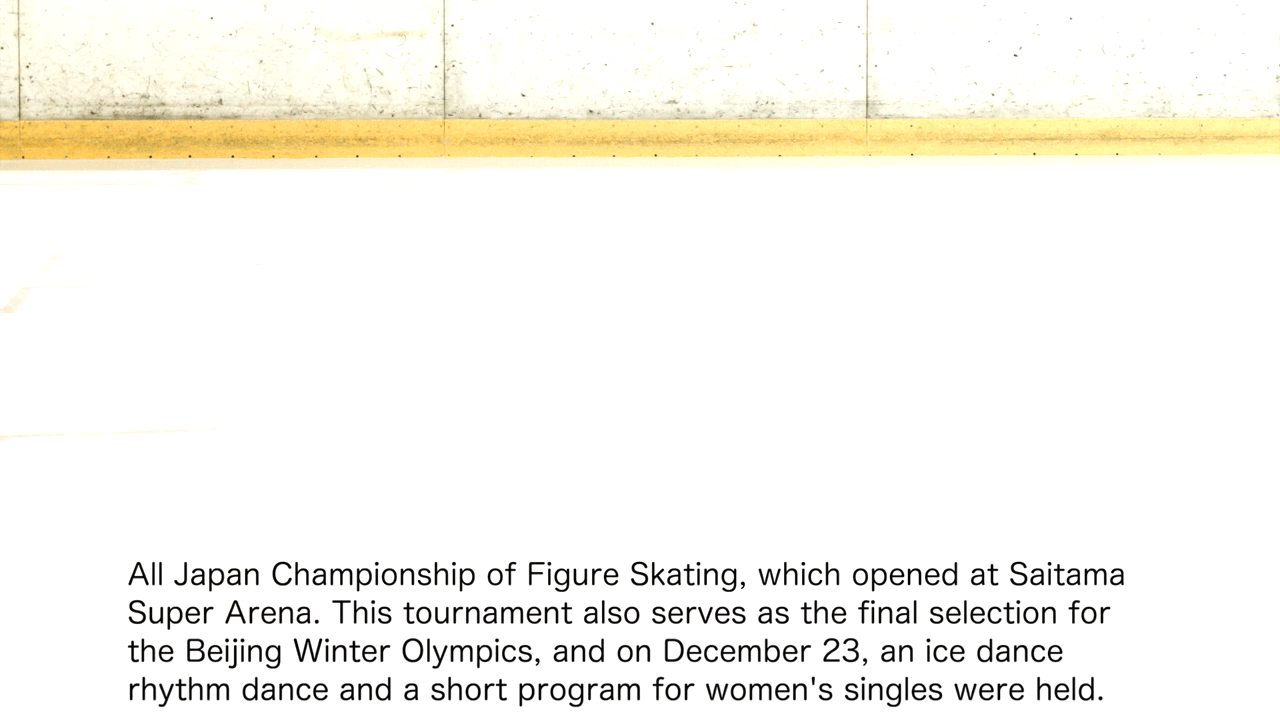 All Japan Championship of Figure Skating, which opened at Saitama
Super Arena. This tournament also serves as the final selection for
the Beijing Winter Olympics, and on December 23, an ice dance
rhythm dance and a short program for women's singles were held.